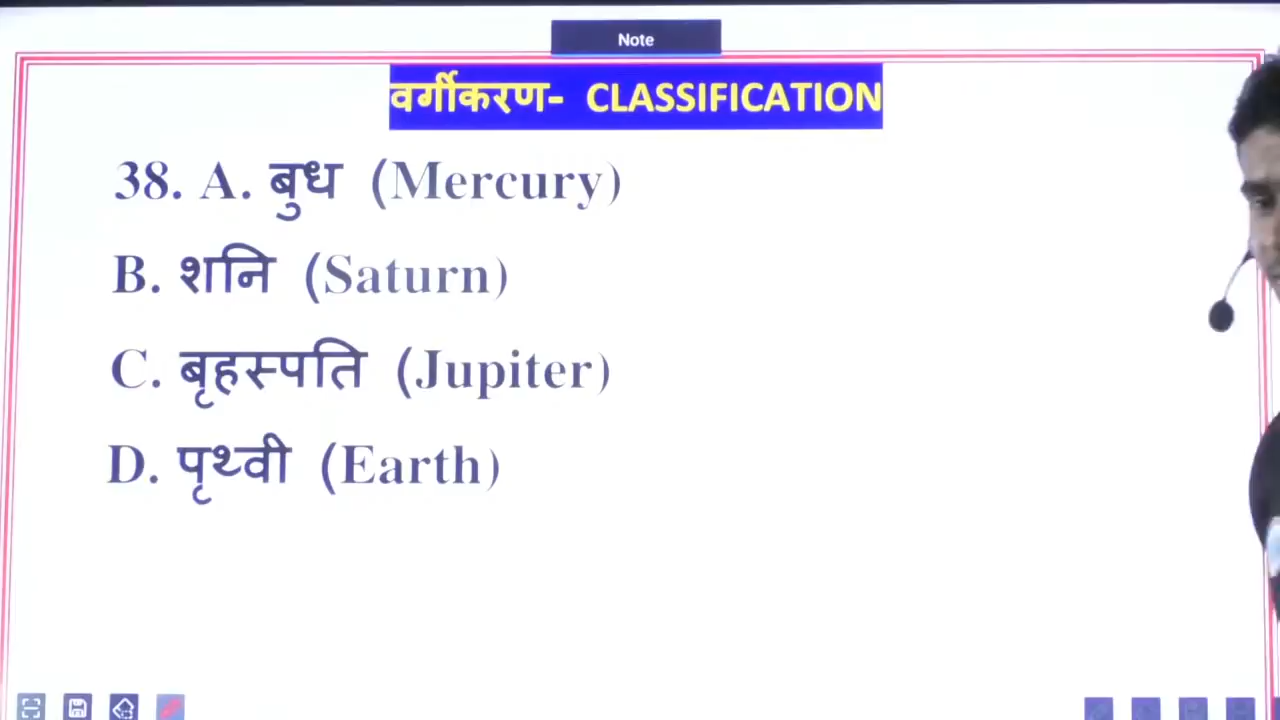 Note
वर्गीकरण- CLASSIFICATION
38. A. बुध (Mercury)
B. शनि (Saturn)
C. बृहस्पति (Jupiter)
D. पृथ्वी (Earth)